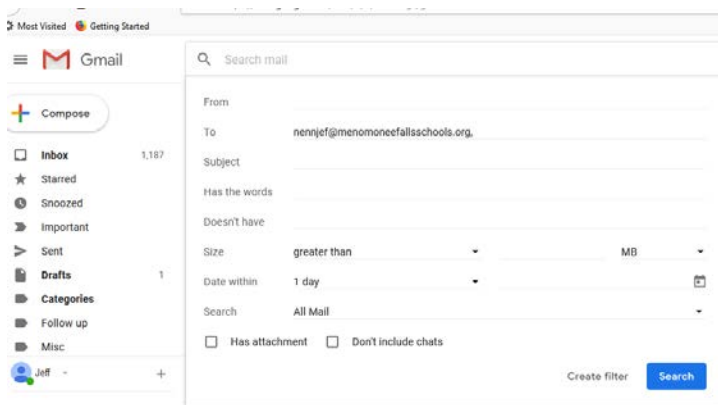 Most Visited Getting Started
Gmail
Search mail
Compose
Inbox 1,187
Starred
Snoozed
Important
Sent
Drafts 1
Categories
Follow up
Misc
Jeff
From
To nennjef@menomoneefallsschools.org,
Subject
Has the words
Doesn't have
Size greater than MB
Date within 1 day
Search All Mail
Has attachment Don't include chats
Create filter Search